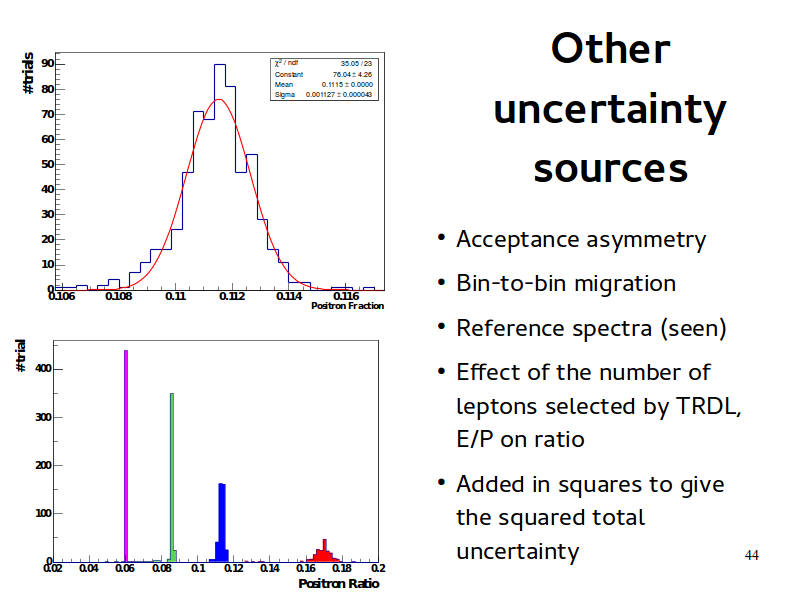 Other
uncertainty
sources
#trials
90
80
70
60
50
40
30
20
10
0
χ² / ndf 35.05 / 23
Constant 76.04 ± 4.26
Mean 0.1115 ± 0.0000
Sigma 0.001127 ± 0.000043
0.106 0.108 0.11 0.112 0.114 0.116
Positron Fraction
#trial
400
300
200
100
0
0.02 0.04 0.06 0.08 0.1 0.12 0.14 0.16 0.18 0.2
Positron Ratio
• Acceptance asymmetry
• Bin-to-bin migration
• Reference spectra (seen)
• Effect of the number of
leptons selected by TRDL,
E/P on ratio
• Added in squares to give
the squared total
uncertainty
44